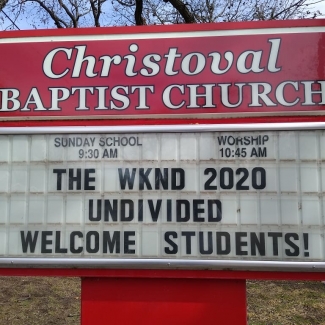 Christoval
BAPTIST CHURCH
SUNDAY SCHOOL WORSHIP
9:30 AM 10:45 AM
THE WKND 2020
UNDIVIDED
WELCOME STUDENTS!